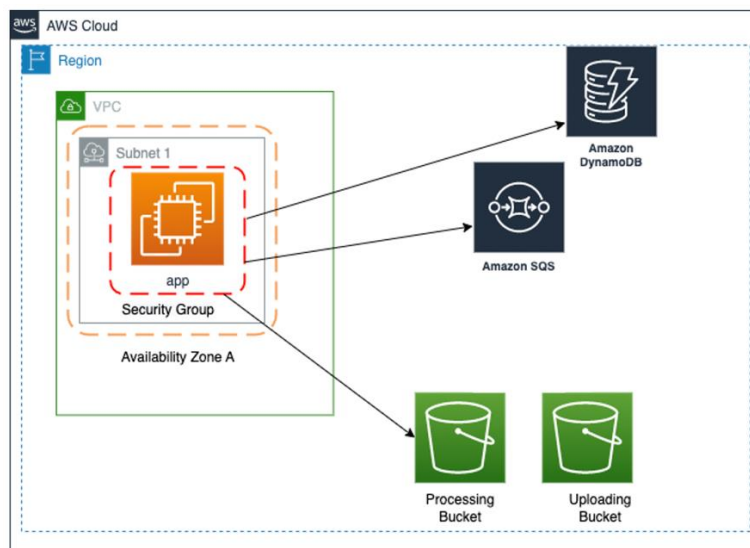 aws
AWS Cloud
Region
VPC
Subnet 1
app
Security Group
Availability Zone A
Amazon
DynamoDB
Amazon SQS
Processing
Bucket
Uploading
Bucket